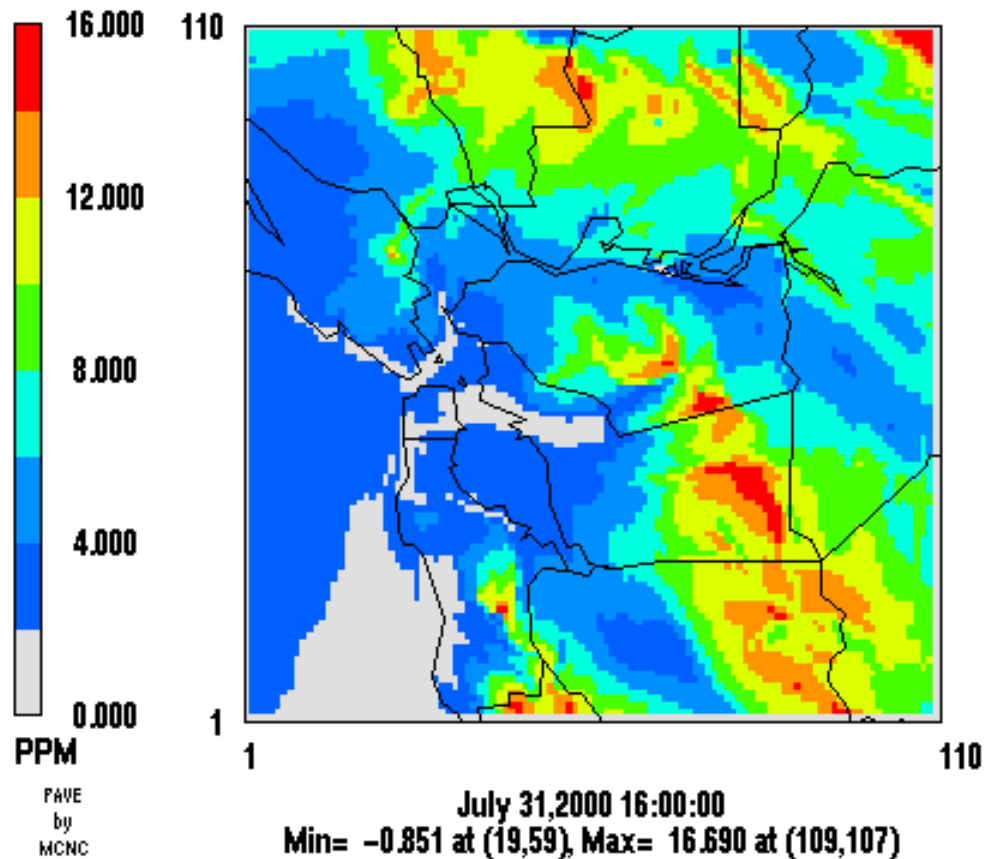 16.000
12.000
8.000
4.000
0.000
PPM
PAVE
by
MCNC
110
1
1
110
July 31,2000 16:00:00
Min= -0.851 at (19,59), Max= 16.690 at (109,107)